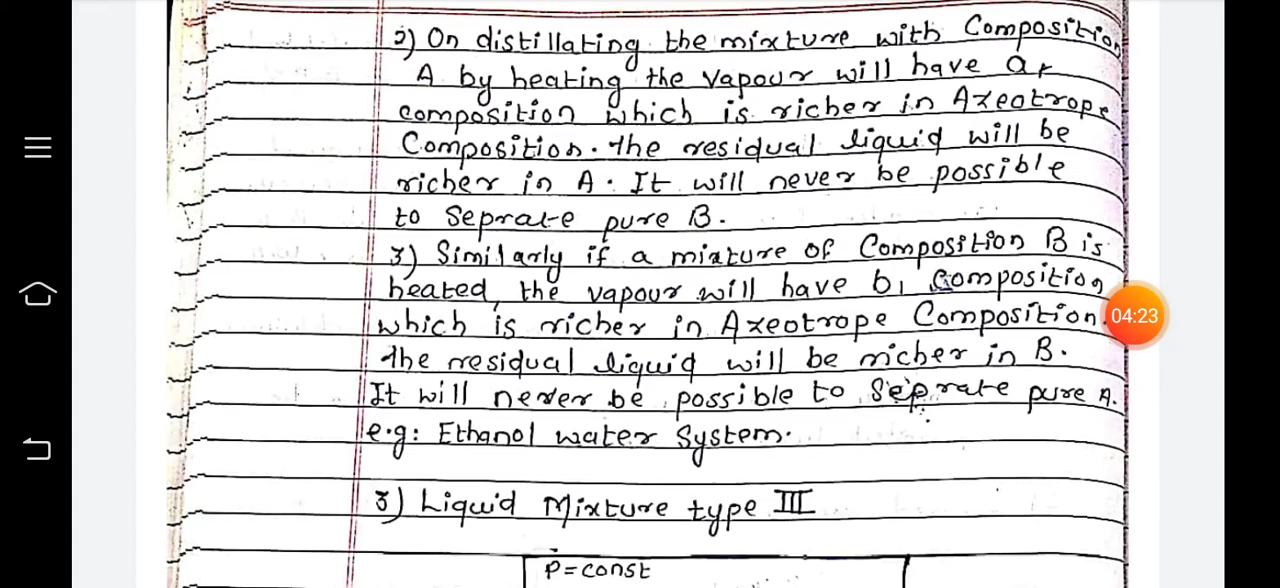 2) On distillating the mixture with Composition
A by heating the vapour will have a1
composition which is richer in Azeotrope
Composition. the residual liquid will be
richer in A. It will never be possible
to Seprate pure B.
3) Similarly if a mixture of Composition B is
heated, the vapour will have b1 composition
which is richer in Azeotrope Composition.
the residual liquid will be richer in B.
It will never be possible to Seprate pure A.
e.g: Ethanol water System.
3) Liquid Mixture type III
P = const
04:23